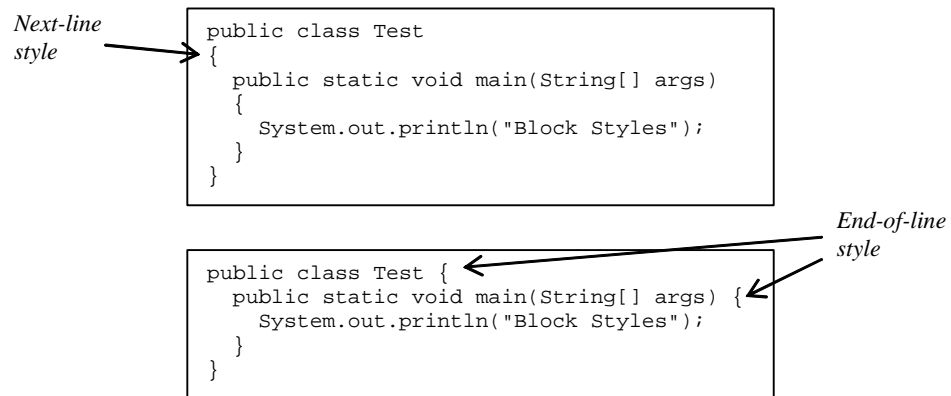 Next-line
style
public class Test
{
  public static void main(String[] args)
  {
    System.out.println("Block Styles");
  }
}
End-of-line
style
public class Test {
  public static void main(String[] args) {
    System.out.println("Block Styles");
  }
}